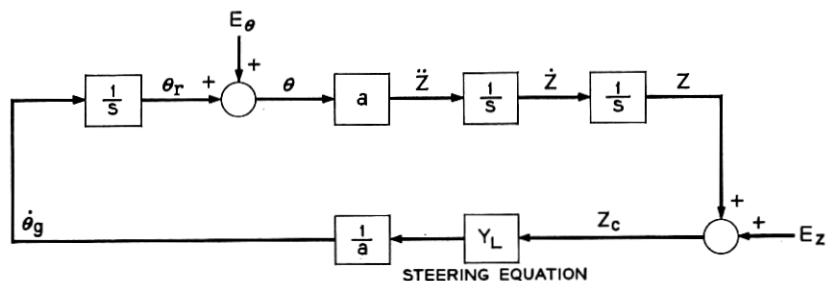 E_θ
1/s θ_r + + θ a Z̈ 1/s Ż 1/s Z
+
θ̇_g 1/a Y_L Z_c + E_z
STEERING EQUATION